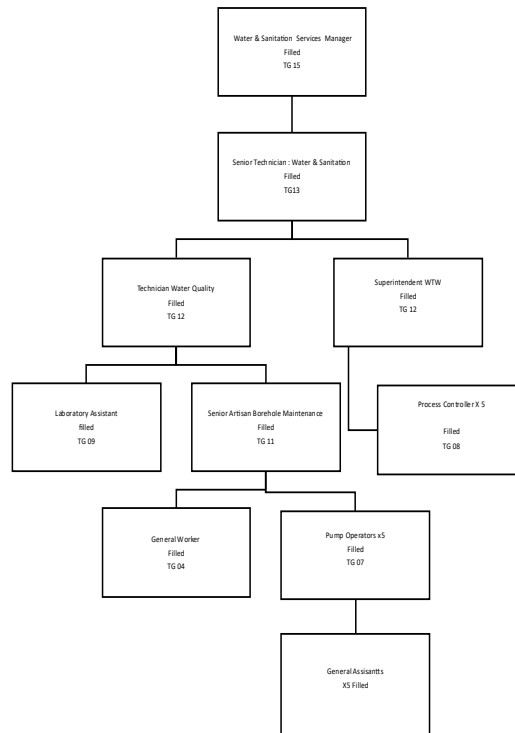 Water & Sanitation Services Manager
Filled
TG 15
Senior Technician : Water & Sanitation
Filled
TG13
Technician Water Quality
Filled
TG 12
Superintendent WTW
Filled
TG 12
Laboratory Assistant
filled
TG 09
Senior Artisan Borehole Maintenance
Filled
TG 11
Process Controller X 5
Filled
TG 08
General Worker
Filled
TG 04
Pump Operators x5
Filled
TG 07
General Assisantts
X5 Filled